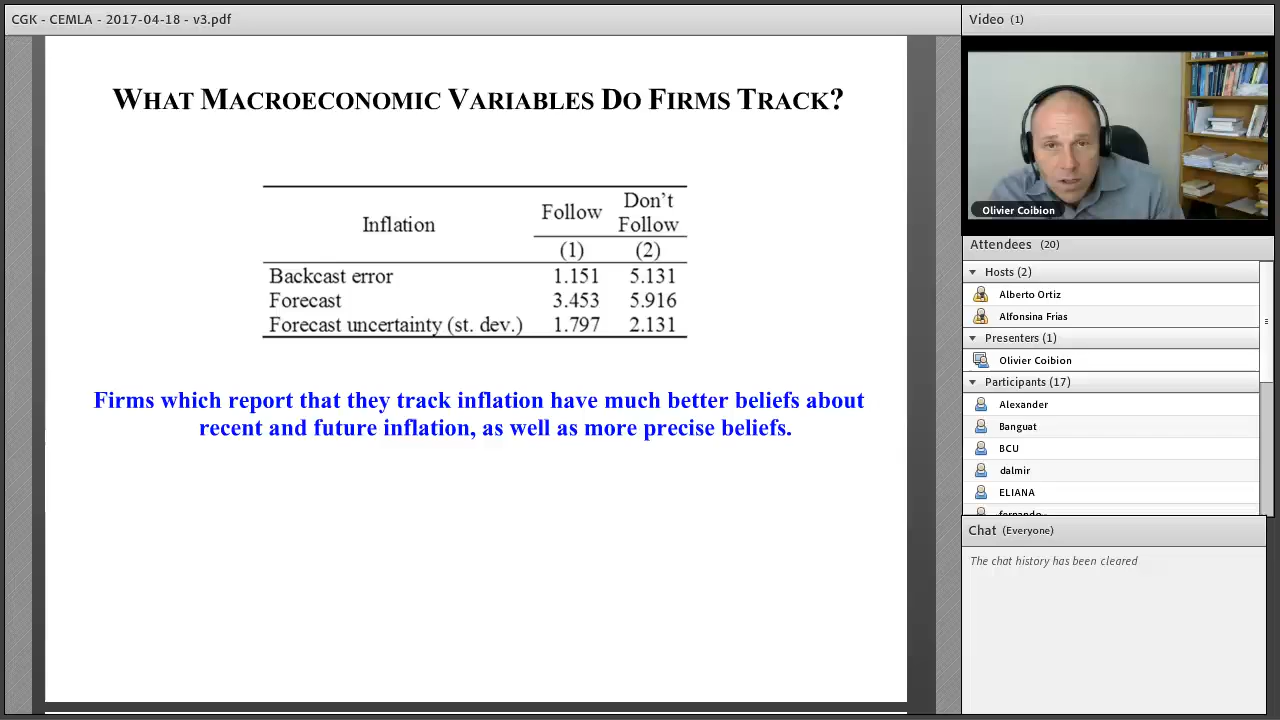 CGK - CEMLA - 2017-04-18 - v3.pdf
WHAT MACROECONOMIC VARIABLES DO FIRMS TRACK?
Inflation Follow Don't Follow
(1) (2)
Backcast error 1.151 5.131
Forecast 3.453 5.916
Forecast uncertainty (st. dev.) 1.797 2.131
Firms which report that they track inflation have much better beliefs about
recent and future inflation, as well as more precise beliefs.
Video (1)
Olivier Coibion
Attendees (20)
Hosts (2)
Alberto Ortiz
Alfonsina Frias
Presenters (1)
Olivier Coibion
Participants (17)
Alexander
Banguat
BCU
dalmir
ELIANA
Chat (Everyone)
The chat history has been cleared